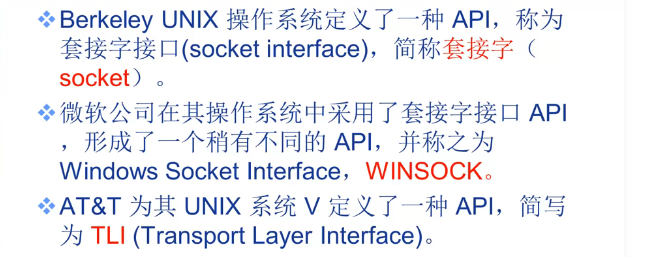 Berkeley UNIX 操作系统定义了一种 API，称为
套接字接口(socket interface)，简称套接字（
socket）。
微软公司在其操作系统中采用了套接字接口 API
，形成了一个稍有不同的 API，并称之为
Windows Socket Interface，WINSOCK。
AT&T 为其 UNIX 系统 V 定义了一种 API，简写
为 TLI (Transport Layer Interface)。